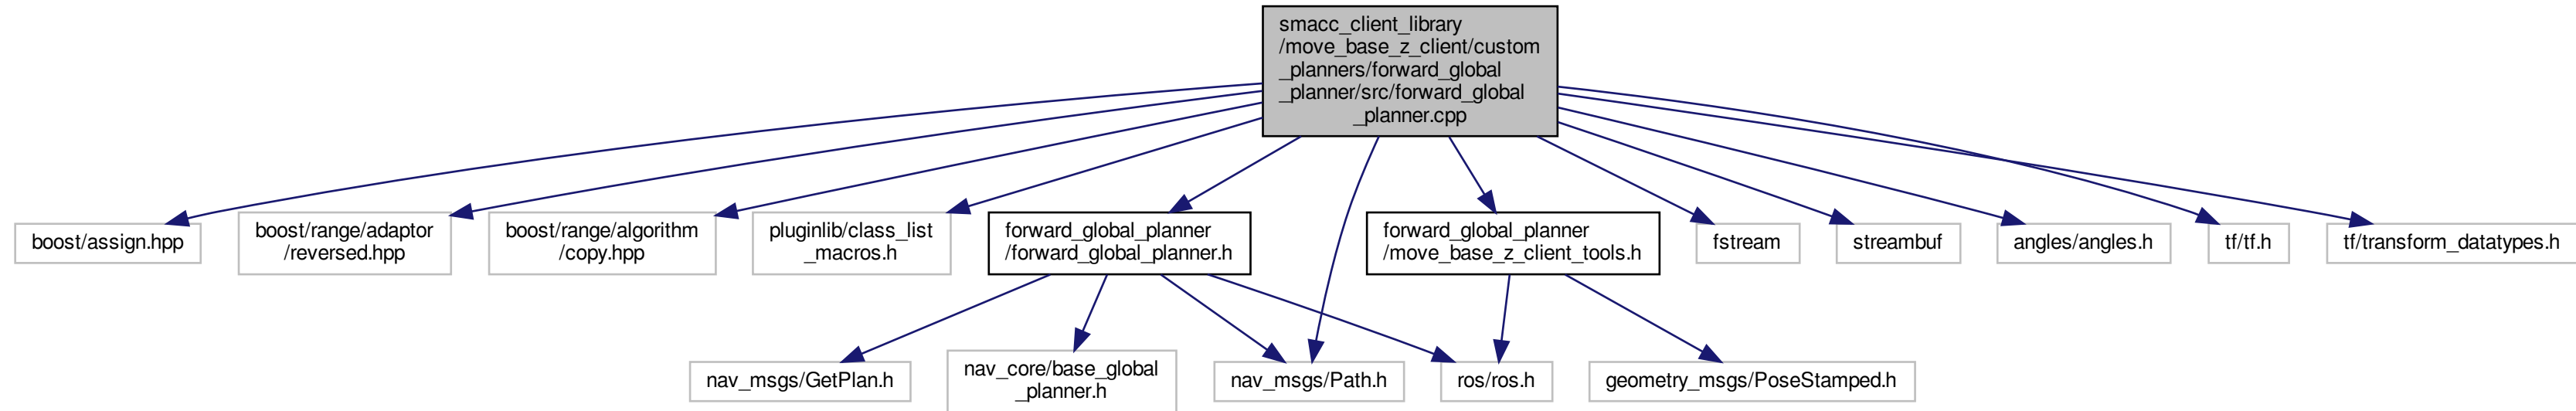 smacc_client_library
/move_base_z_client/custom
_planners/forward_global
_planner/src/forward_global
_planner.cpp
boost/assign.hpp
boost/range/adaptor
/reversed.hpp
boost/range/algorithm
/copy.hpp
pluginlib/class_list
_macros.h
forward_global_planner
/forward_global_planner.h
forward_global_planner
/move_base_z_client_tools.h
fstream
streambuf
angles/angles.h
tf/tf.h
tf/transform_datatypes.h
nav_msgs/GetPlan.h
nav_core/base_global
_planner.h
nav_msgs/Path.h
ros/ros.h
geometry_msgs/PoseStamped.h